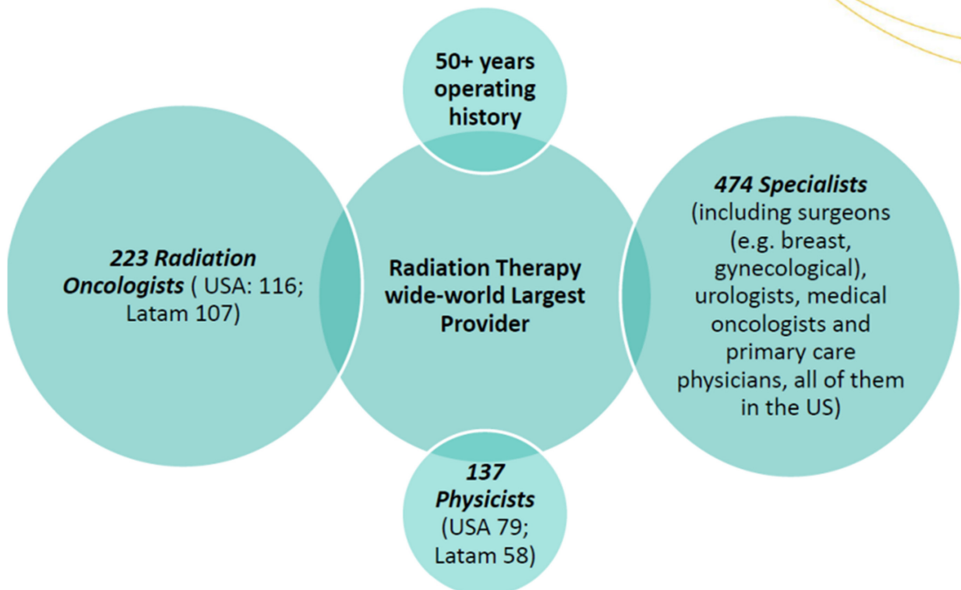 50+ years
operating
history
223 Radiation
Oncologists ( USA: 116;
Latam 107)
Radiation Therapy
wide-world Largest
Provider
474 Specialists
(including surgeons
(e.g. breast,
gynecological),
urologists, medical
oncologists and
primary care
physicians, all of them
in the US)
137
Physicists
(USA 79;
Latam 58)